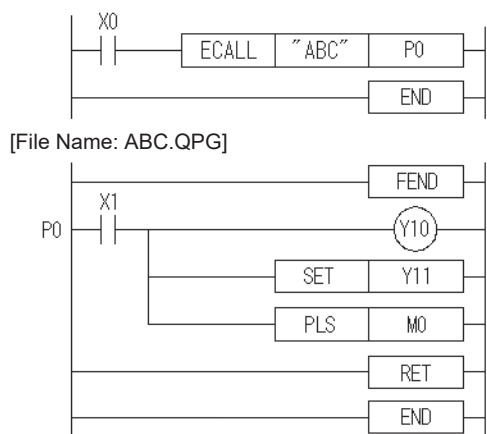 X0
ECALL "ABC" P0
END
[File Name: ABC.QPG]
FEND
X1
P0 Y10
SET Y11
PLS M0
RET
END